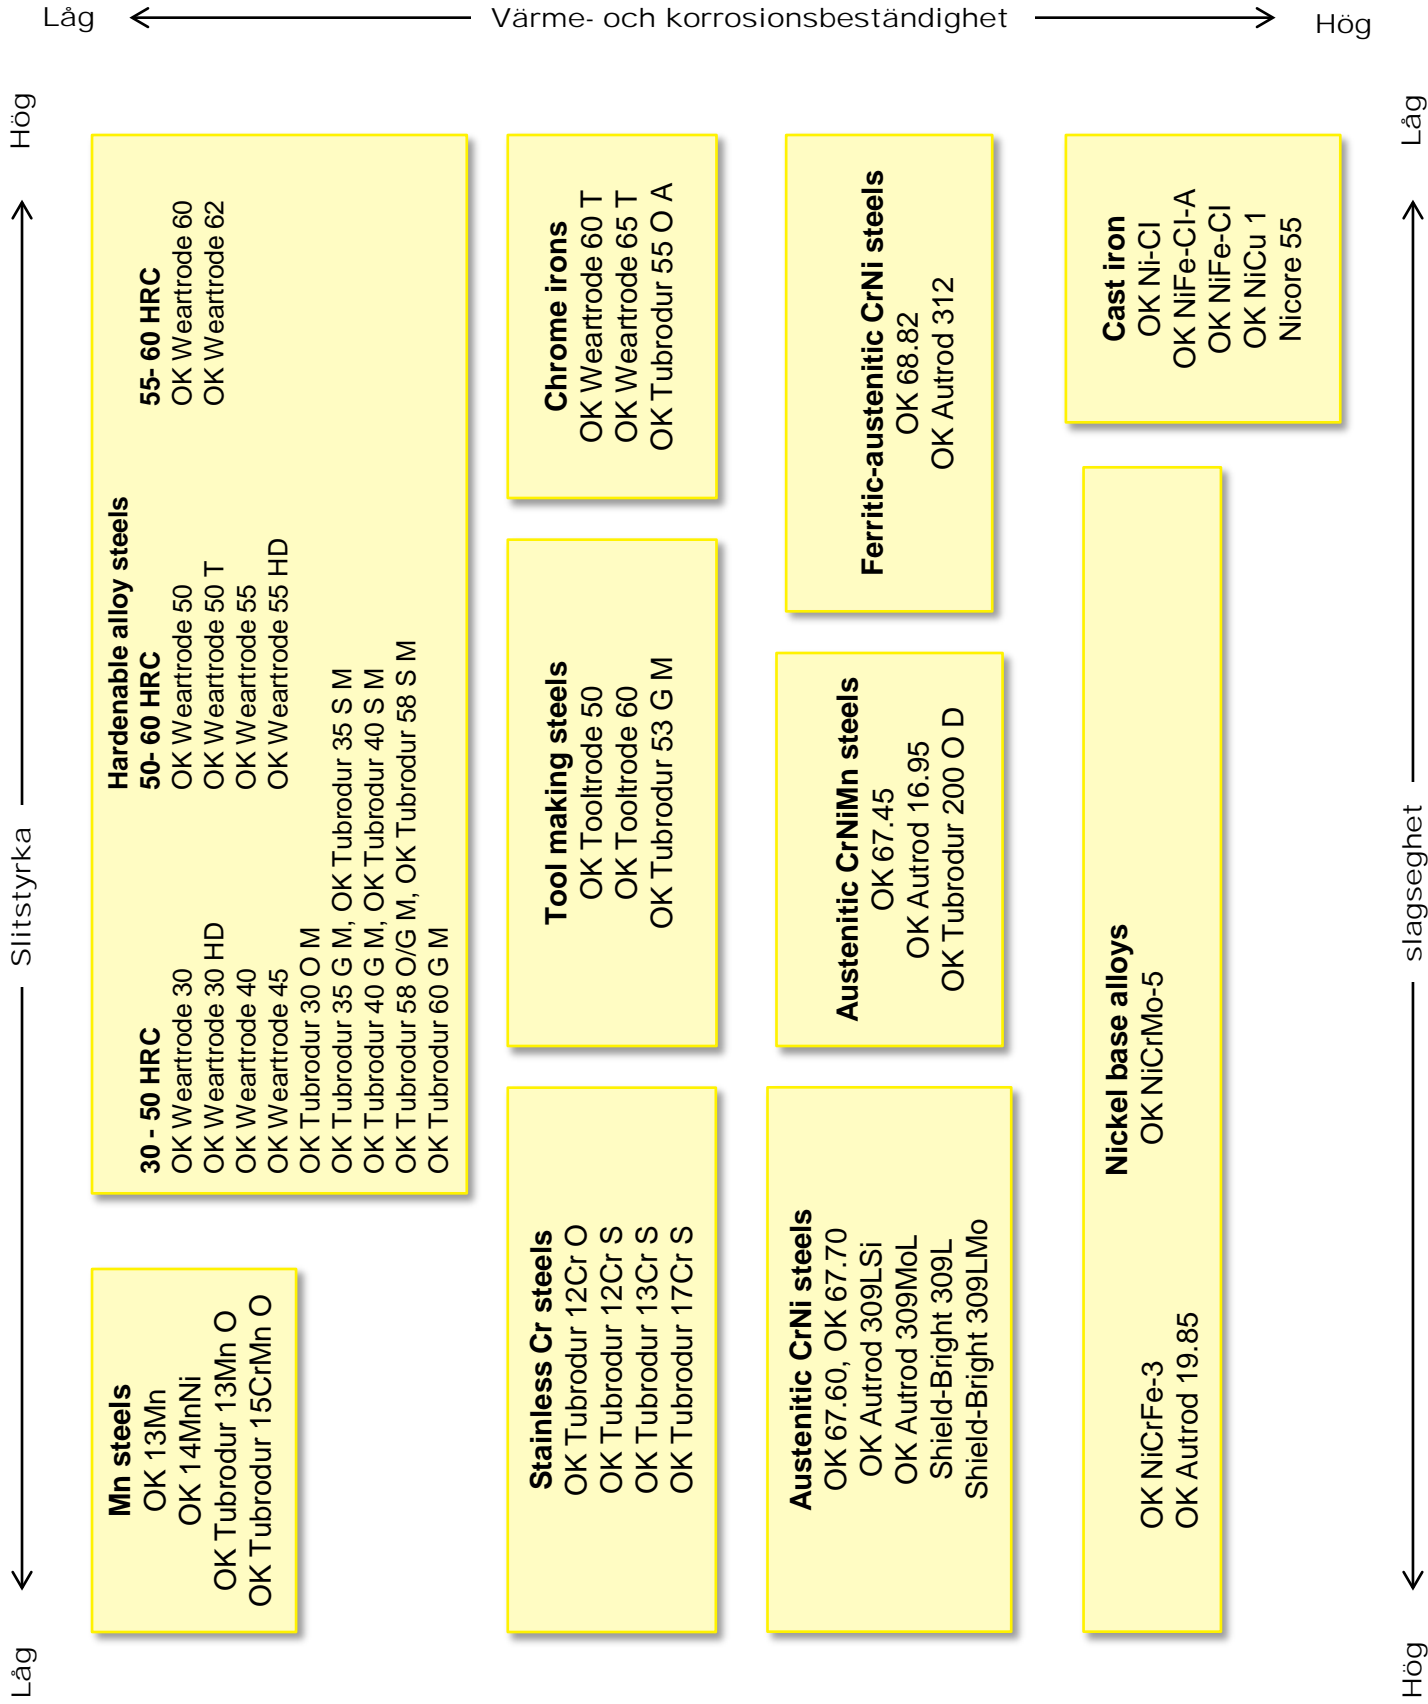 Låg
Värme- och korrosionsbeständighet
Hög
Låg
Slitstyrka
Hög
Mn steels
OK 13Mn
OK 14MnNi
OK Tubrodur 13Mn O
OK Tubrodur 15CrMn O
Hardenable alloy steels
30 - 50 HRC
OK Weartrode 30
OK Weartrode 30 HD
OK Weartrode 40
OK Weartrode 45
OK Tubrodur 30 O M
OK Tubrodur 35 G M, OK Tubrodur 35 S M
OK Tubrodur 40 G M, OK Tubrodur 40 S M
OK Tubrodur 58 O/G M, OK Tubrodur 58 S M
OK Tubrodur 60 G M
50- 60 HRC
OK Weartrode 50
OK Weartrode 50 T
OK Weartrode 55
OK Weartrode 55 HD
55- 60 HRC
OK Weartrode 60
OK Weartrode 62
Stainless Cr steels
OK Tubrodur 12Cr O
OK Tubrodur 12Cr S
OK Tubrodur 13Cr S
OK Tubrodur 17Cr S
Tool making steels
OK Tooltrode 50
OK Tooltrode 60
OK Tubrodur 53 G M
Chrome irons
OK Weartrode 60 T
OK Weartrode 65 T
OK Tubrodur 55 O A
Austenitic CrNi steels
OK 67.60, OK 67.70
OK Autrod 309LSi
OK Autrod 309MoL
Shield-Bright 309L
Shield-Bright 309LMo
Austenitic CrNiMn steels
OK 67.45
OK Autrod 16.95
OK Tubrodur 200 O D
Ferritic-austenitic CrNi steels
OK 68.82
OK Autrod 312
Nickel base alloys
OK NiCrFe-3
OK Autrod 19.85
OK NiCrMo-5
Cast iron
OK Ni-CI
OK NiFe-CI-A
OK NiFe-CI
OK NiCu 1
Nicore 55
Hög
slagseghet
Låg